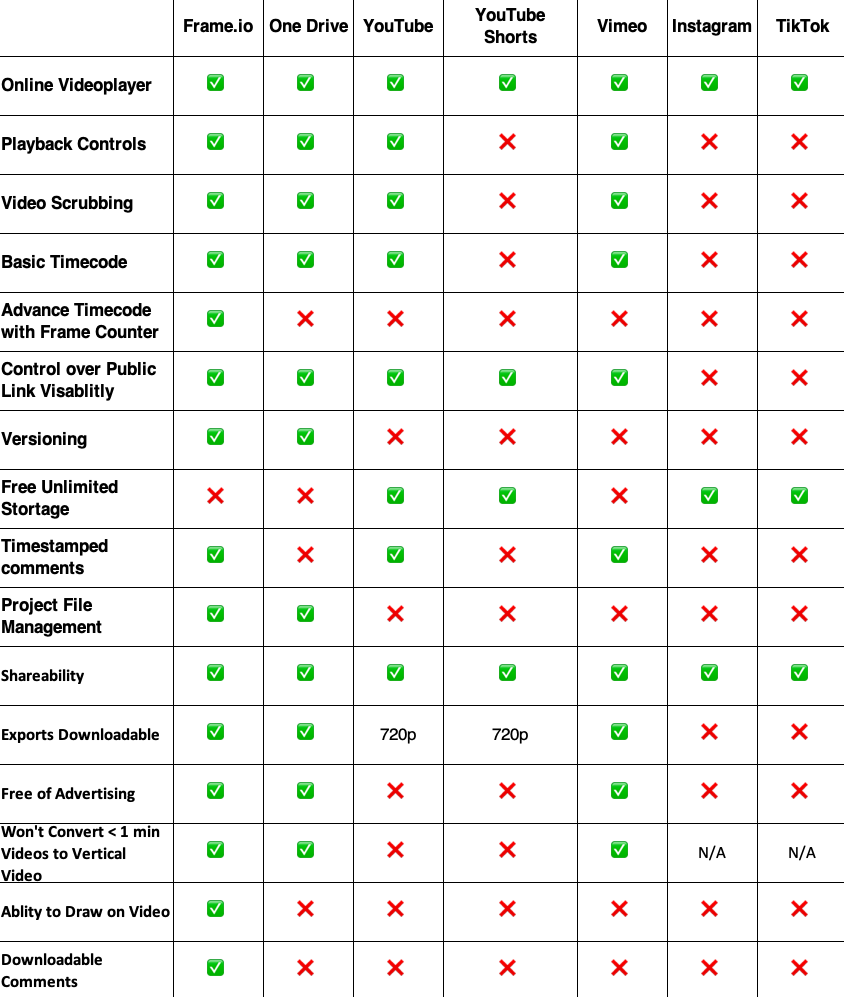 Frame.io One Drive YouTube YouTube Shorts Vimeo Instagram TikTok
Online Videoplayer ✅ ✅ ✅ ✅ ✅ ✅ ✅
Playback Controls ✅ ✅ ✅ ❌ ✅ ❌ ❌
Video Scrubbing ✅ ✅ ✅ ❌ ✅ ❌ ❌
Basic Timecode ✅ ✅ ✅ ❌ ✅ ❌ ❌
Advance Timecode
with Frame Counter ✅ ❌ ❌ ❌ ❌ ❌ ❌
Control over Public
Link Visablitly ✅ ✅ ✅ ✅ ✅ ❌ ❌
Versioning ✅ ✅ ❌ ❌ ❌ ❌ ❌
Free Unlimited
Stortage ❌ ❌ ✅ ✅ ❌ ✅ ✅
Timestamped
comments ✅ ❌ ✅ ❌ ✅ ❌ ❌
Project File
Management ✅ ✅ ❌ ❌ ❌ ❌ ❌
Shareability ✅ ✅ ✅ ✅ ✅ ✅ ✅
Exports Downloadable ✅ ✅ 720p 720p ✅ ❌ ❌
Free of Advertising ✅ ✅ ❌ ❌ ✅ ❌ ❌
Won't Convert < 1 min
Videos to Vertical
Video ✅ ✅ ❌ ❌ ✅ N/A N/A
Ablity to Draw on Video ✅ ❌ ❌ ❌ ❌ ❌ ❌
Downloadable
Comments ✅ ❌ ❌ ❌ ❌ ❌ ❌